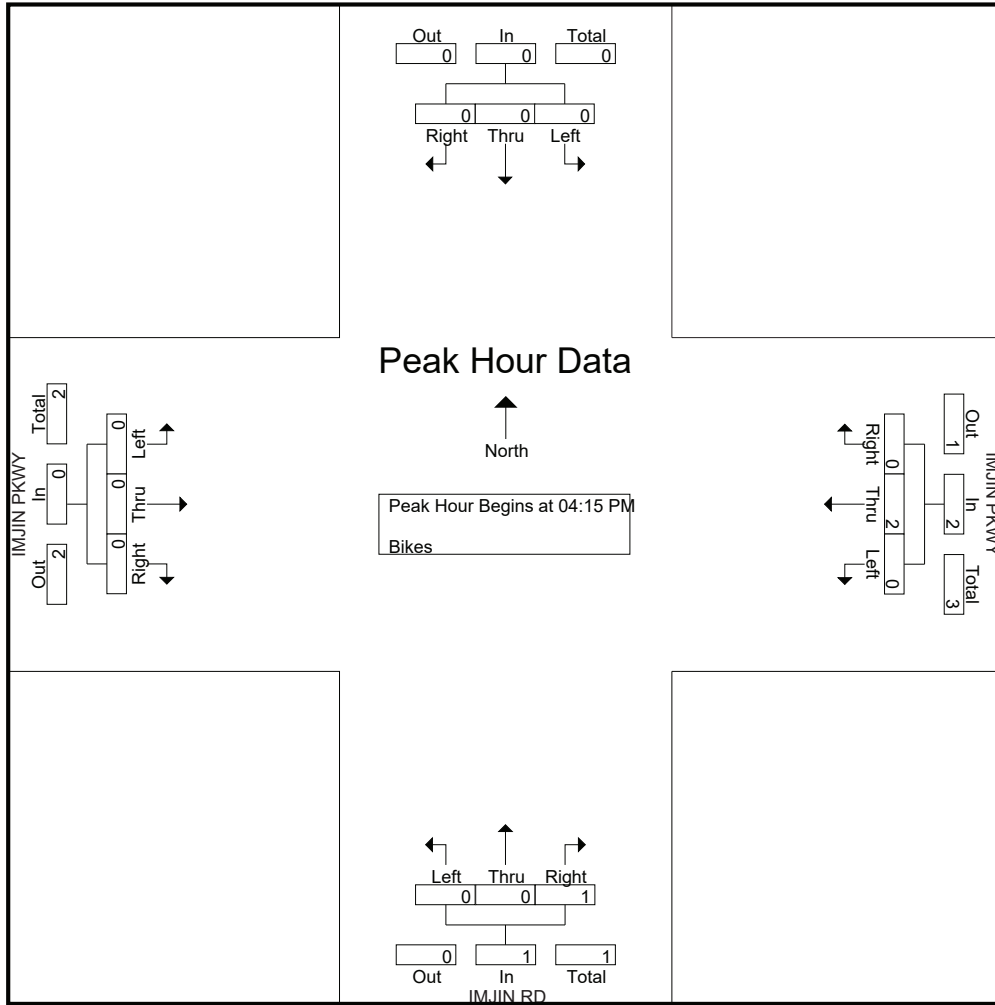 Out In Total
0 0 0
0 0 0
Right Thru Left
Peak Hour Data
North
Peak Hour Begins at 04:15 PM
Bikes
IMJIN PKWY
Out In Total
2 0 2
Left Thru Right
0 0 0
IMJIN PKWY
Out In Total
1 2 3
Right Thru Left
0 2 0
Left Thru Right
0 0 1
0 1 1
Out In Total
IMJIN RD